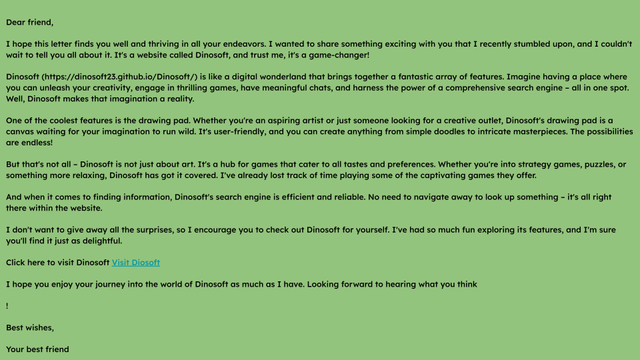 Dear friend,
I hope this letter finds you well and thriving in all your endeavors. I wanted to share something exciting with you that I recently stumbled upon, and I couldn't
wait to tell you all about it. It's a website called Dinosoft, and trust me, it's a game-changer!
Dinosoft (https://dinosoft23.github.io/Dinosoft/) is like a digital wonderland that brings together a fantastic array of features. Imagine having a place where
you can unleash your creativity, engage in thrilling games, have meaningful chats, and harness the power of a comprehensive search engine – all in one spot.
Well, Dinosoft makes that imagination a reality.
One of the coolest features is the drawing pad. Whether you're an aspiring artist or just someone looking for a creative outlet, Dinosoft's drawing pad is a
canvas waiting for your imagination to run wild. It's user-friendly, and you can create anything from simple doodles to intricate masterpieces. The possibilities
are endless!
But that's not all – Dinosoft is not just about art. It's a hub for games that cater to all tastes and preferences. Whether you're into strategy games, puzzles, or
something more relaxing, Dinosoft has got it covered. I've already lost track of time playing some of the captivating games they offer.
And when it comes to finding information, Dinosoft's search engine is efficient and reliable. No need to navigate away to look up something – it's all right
there within the website.
I don't want to give away all the surprises, so I encourage you to check out Dinosoft for yourself. I've had so much fun exploring its features, and I'm sure
you'll find it just as delightful.
Click here to visit Dinosoft Visit Diosoft
I hope you enjoy your journey into the world of Dinosoft as much as I have. Looking forward to hearing what you think
!
Best wishes,
Your best friend